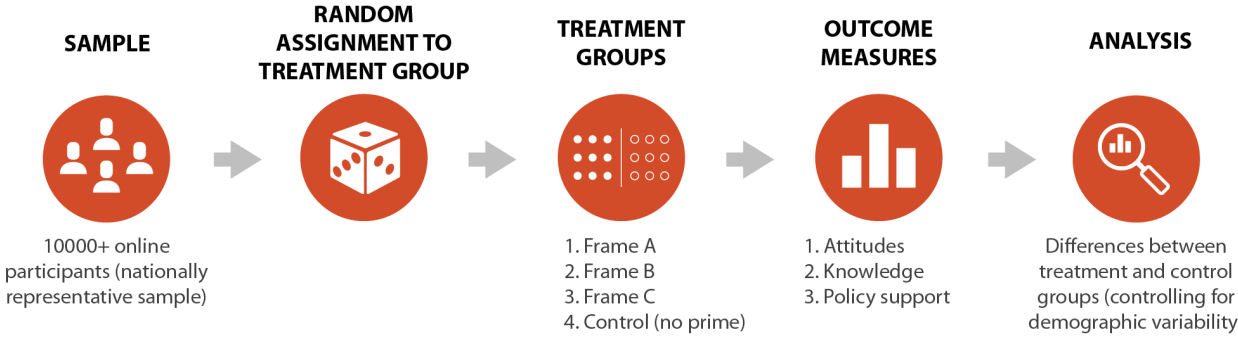 SAMPLE
10000+ online
participants (nationally
representative sample)
RANDOM
ASSIGNMENT TO
TREATMENT GROUP
TREATMENT
GROUPS
1. Frame A
2. Frame B
3. Frame C
4. Control (no prime)
OUTCOME
MEASURES
1. Attitudes
2. Knowledge
3. Policy support
ANALYSIS
Differences between
treatment and control
groups (controlling for
demographic variability